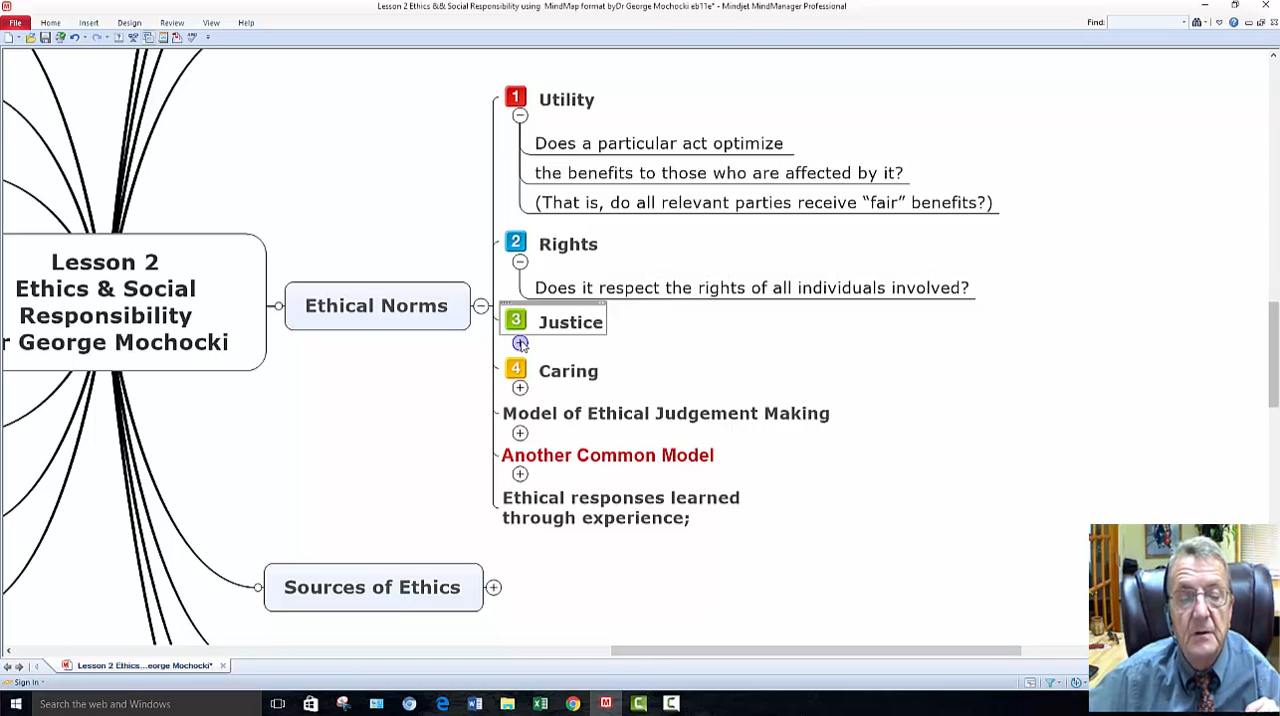 Lesson 2 Ethics && Social Responsibility using MindMap format byDr George Mochocki eb11e* - Mindjet MindManager Professional
File Home Insert Design Review View Help
Find:
1 Utility
Does a particular act optimize
the benefits to those who are affected by it?
(That is, do all relevant parties receive “fair” benefits?)
2 Rights
Does it respect the rights of all individuals involved?
Lesson 2
Ethics & Social
Responsibility
r George Mochocki
Ethical Norms
3 Justice
4 Caring
Model of Ethical Judgement Making
Another Common Model
Ethical responses learned
through experience;
Sources of Ethics
Lesson 2 Ethics...eorge Mochocki*
Sign In
Search the web and Windows